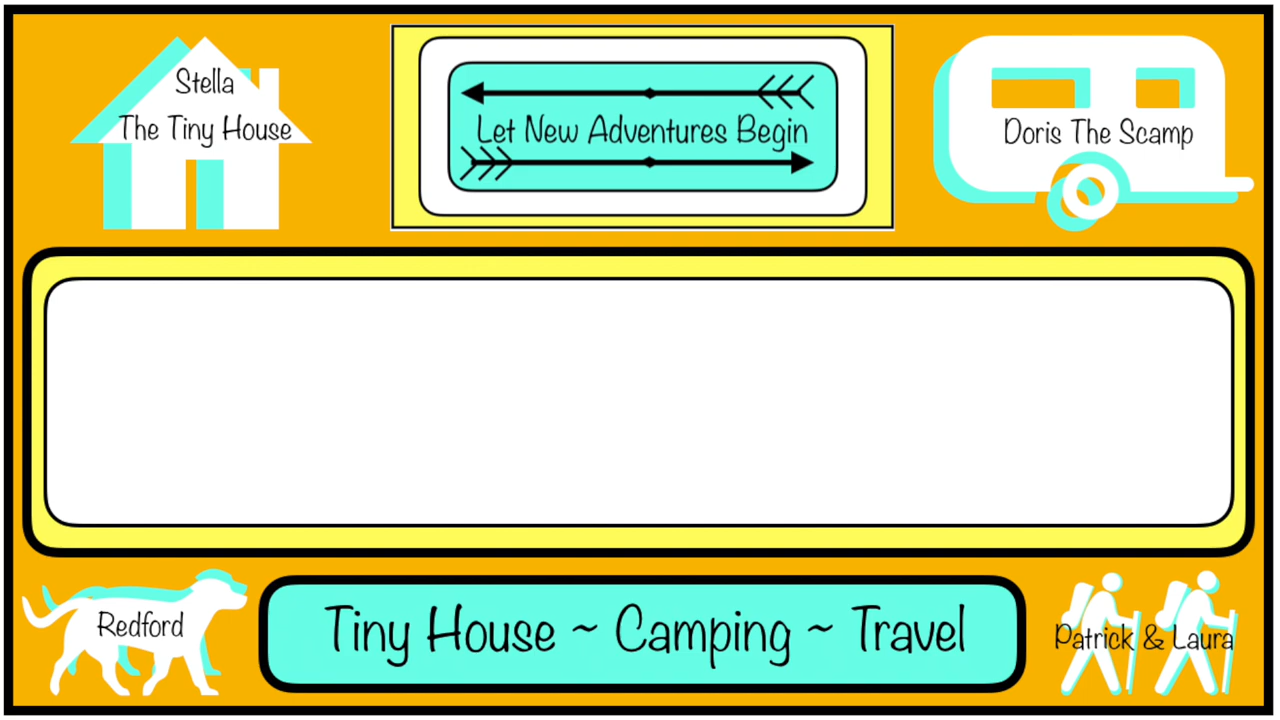 Stella
The Tiny House
Let New Adventures Begin
Doris The Scamp
Redford
Tiny House ~ Camping ~ Travel
Patrick & Laura